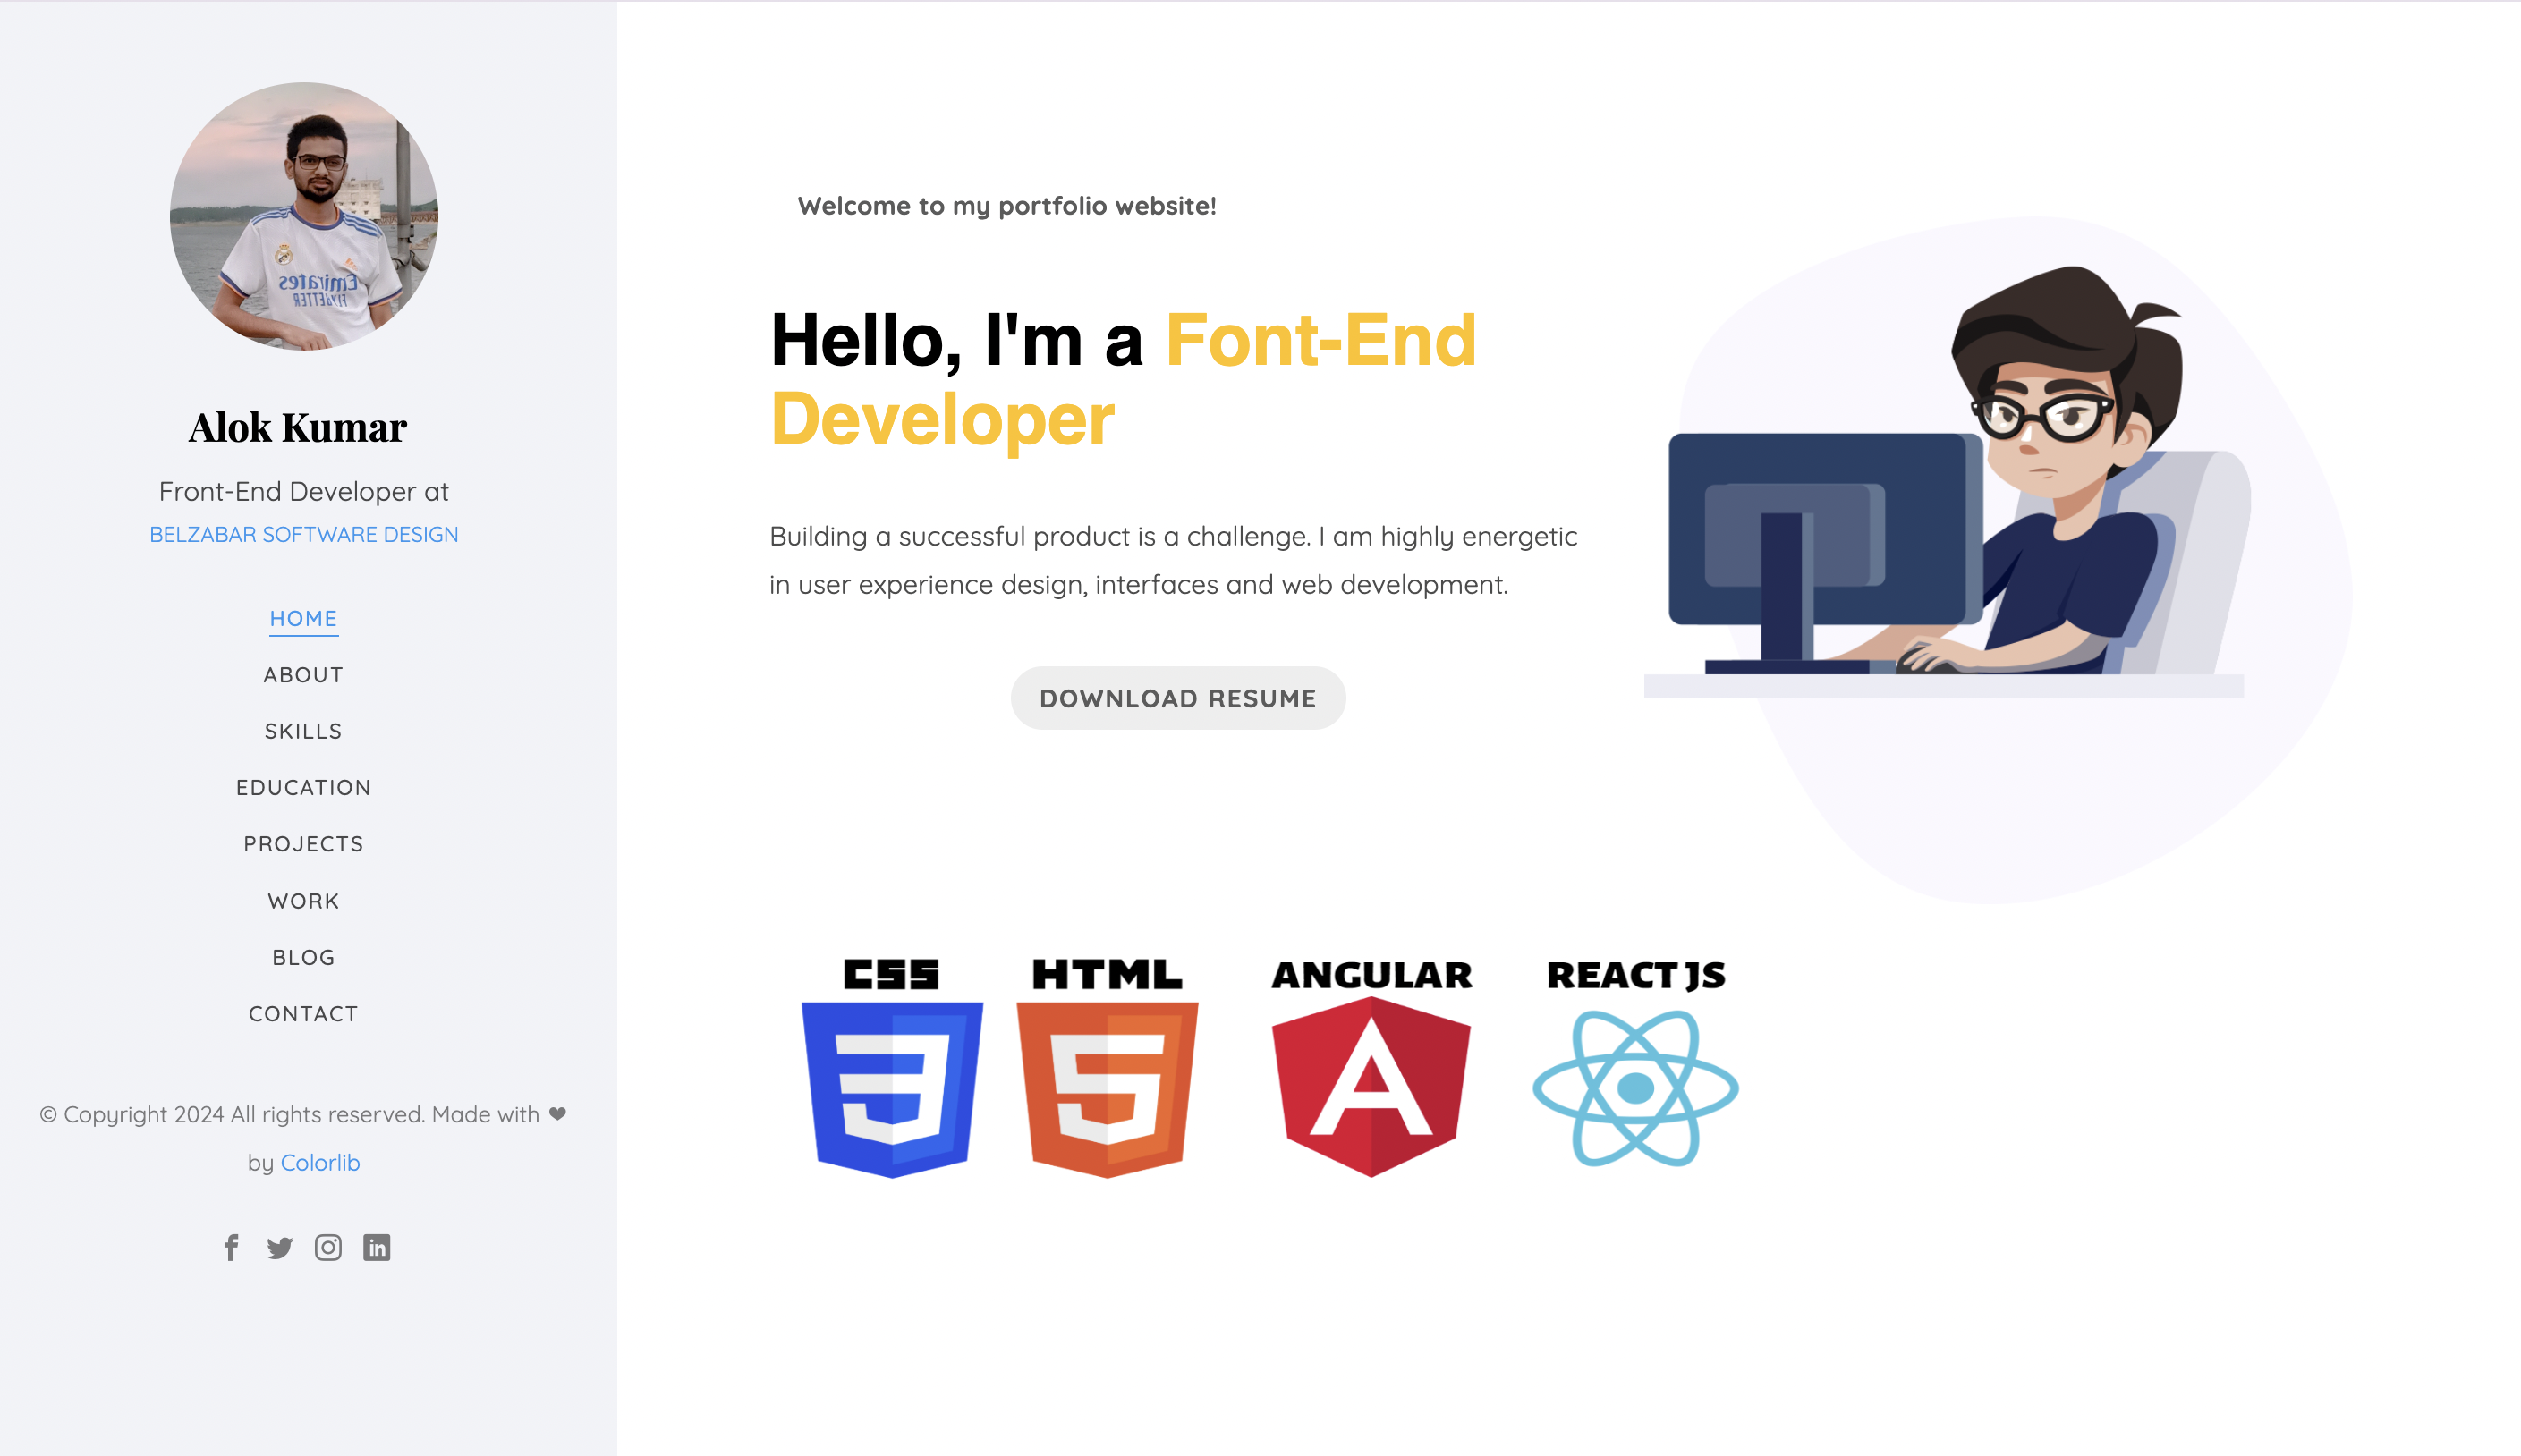 Emirates
FLY BETTER
Alok Kumar
Front-End Developer at
BELZABAR SOFTWARE DESIGN
HOME
ABOUT
SKILLS
EDUCATION
PROJECTS
WORK
BLOG
CONTACT
© Copyright 2024 All rights reserved. Made with ❤
by Colorlib
Welcome to my portfolio website!
Hello, I'm a Font-End
Developer
Building a successful product is a challenge. I am highly energetic
in user experience design, interfaces and web development.
DOWNLOAD RESUME
CSS HTML ANGULAR REACT JS